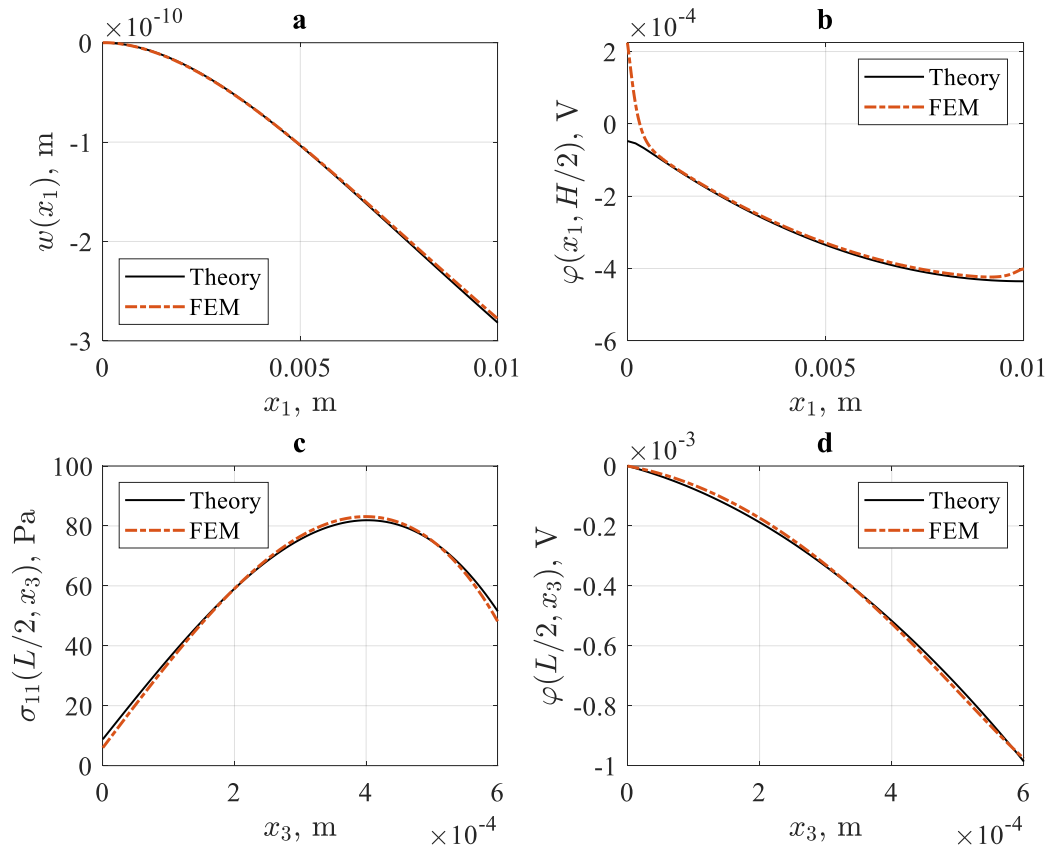 a
×10⁻¹⁰
0
-1
-2
-3
w(x₁), m
Theory
FEM
0 0.005 0.01
x₁, m
b
×10⁻⁴
2
0
-2
-4
-6
φ(x₁, H/2), V
Theory
FEM
0 0.005 0.01
x₁, m
c
100
80
60
40
20
0
σ₁₁(L/2, x₃), Pa
Theory
FEM
0 2 4 6
x₃, m
×10⁻⁴
d
×10⁻³
0
-0.2
-0.4
-0.6
-0.8
-1
φ(L/2, x₃), V
Theory
FEM
0 2 4 6
x₃, m
×10⁻⁴